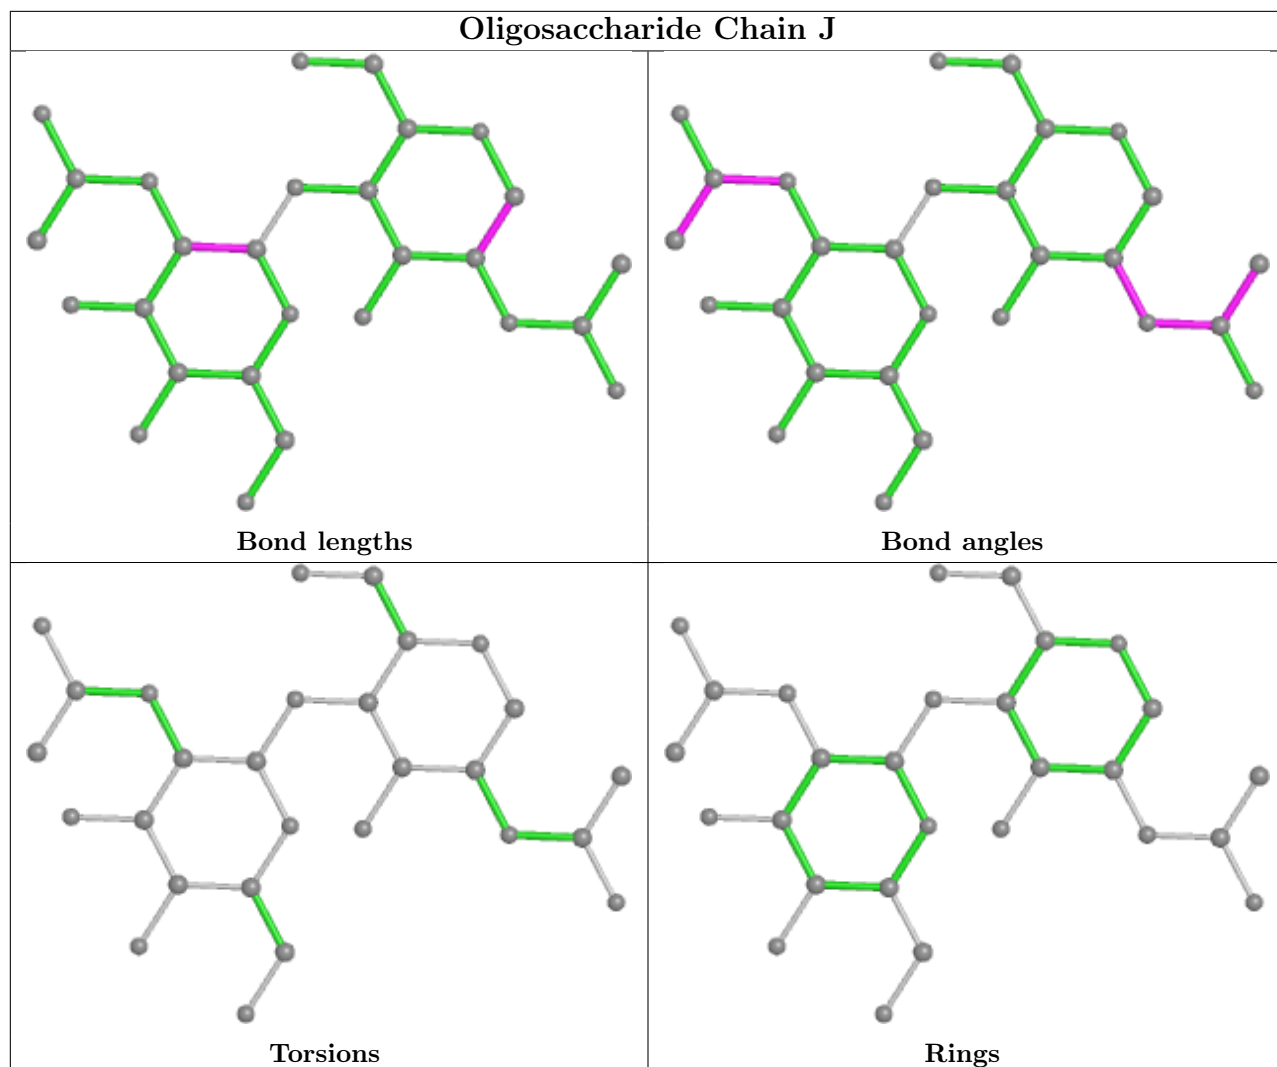 Oligosaccharide Chain J
Bond lengths
Bond angles
Torsions
Rings